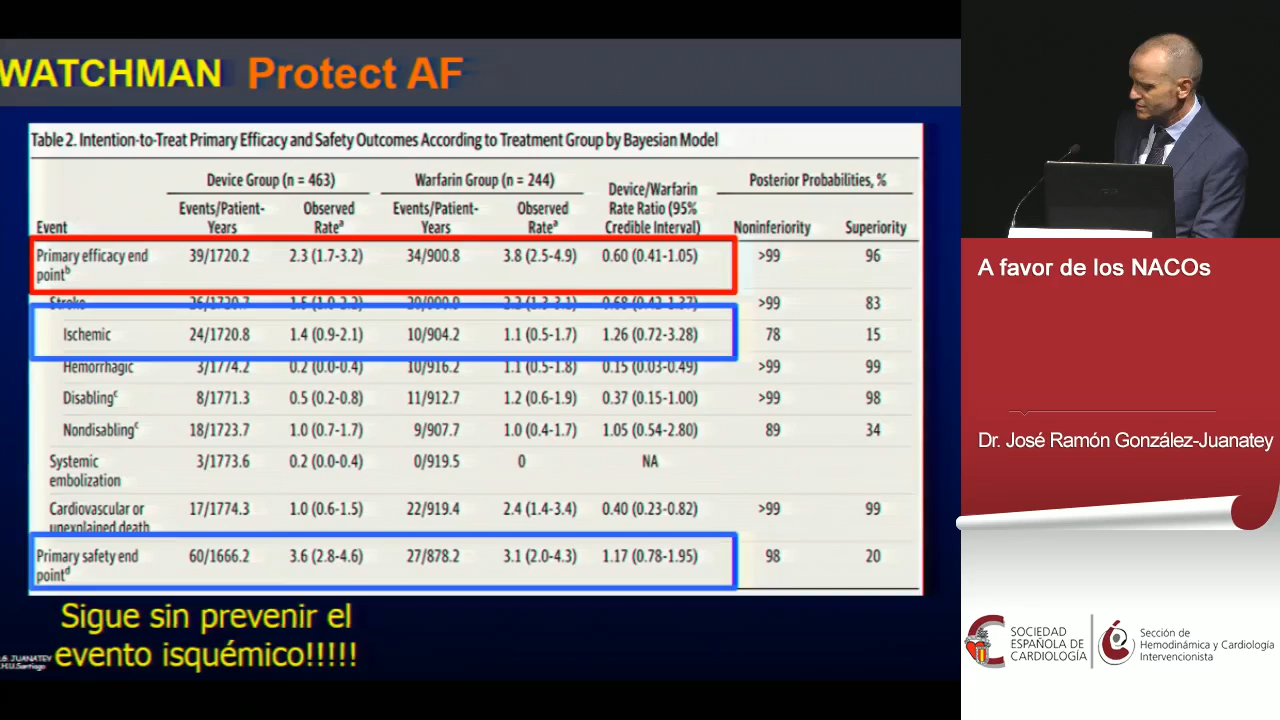 WATCHMAN Protect AF
Table 2. Intention-to-Treat Primary Efficacy and Safety Outcomes According to Treatment Group by Bayesian Model
Device Group (n = 463) Warfarin Group (n = 244) Device/Warfarin Rate Ratio (95% Credible Interval) Posterior Probabilities, %
Event Events/Patient-Years Observed Rateᵃ Events/Patient-Years Observed Rateᵃ Noninferiority Superiority
Primary efficacy end pointᵇ 39/1720.2 2.3 (1.7-3.2) 34/900.8 3.8 (2.5-4.9) 0.60 (0.41-1.05) >99 96
Stroke 26/1720.7 1.5 (1.0-2.2) 20/900.9 2.2 (1.3-3.1) 0.68 (0.42-1.37) >99 83
Ischemic 24/1720.8 1.4 (0.9-2.1) 10/904.2 1.1 (0.5-1.7) 1.26 (0.72-3.28) 78 15
Hemorrhagic 3/1774.2 0.2 (0.0-0.4) 10/916.2 1.1 (0.5-1.8) 0.15 (0.03-0.49) >99 99
Disablingᶜ 8/1771.3 0.5 (0.2-0.8) 11/912.7 1.2 (0.6-1.9) 0.37 (0.15-1.00) >99 98
Nondisablingᶜ 18/1723.7 1.0 (0.7-1.7) 9/907.7 1.0 (0.4-1.7) 1.05 (0.54-2.80) 89 34
Systemic embolization 3/1773.6 0.2 (0.0-0.4) 0/919.5 0 NA
Cardiovascular or unexplained death 17/1774.3 1.0 (0.6-1.5) 22/919.4 2.4 (1.4-3.4) 0.40 (0.23-0.82) >99 99
Primary safety end pointᵈ 60/1666.2 3.6 (2.8-4.6) 27/878.2 3.1 (2.0-4.3) 1.17 (0.78-1.95) 98 20
Sigue sin prevenir el
evento isquémico!!!!!
JUANATEY
Santiago
A favor de los NACOs
Dr. José Ramón González-Juanatey
SOCIEDAD
ESPAÑOLA DE
CARDIOLOGÍA
Sección de
Hemodinámica y Cardiología
Intervencionista